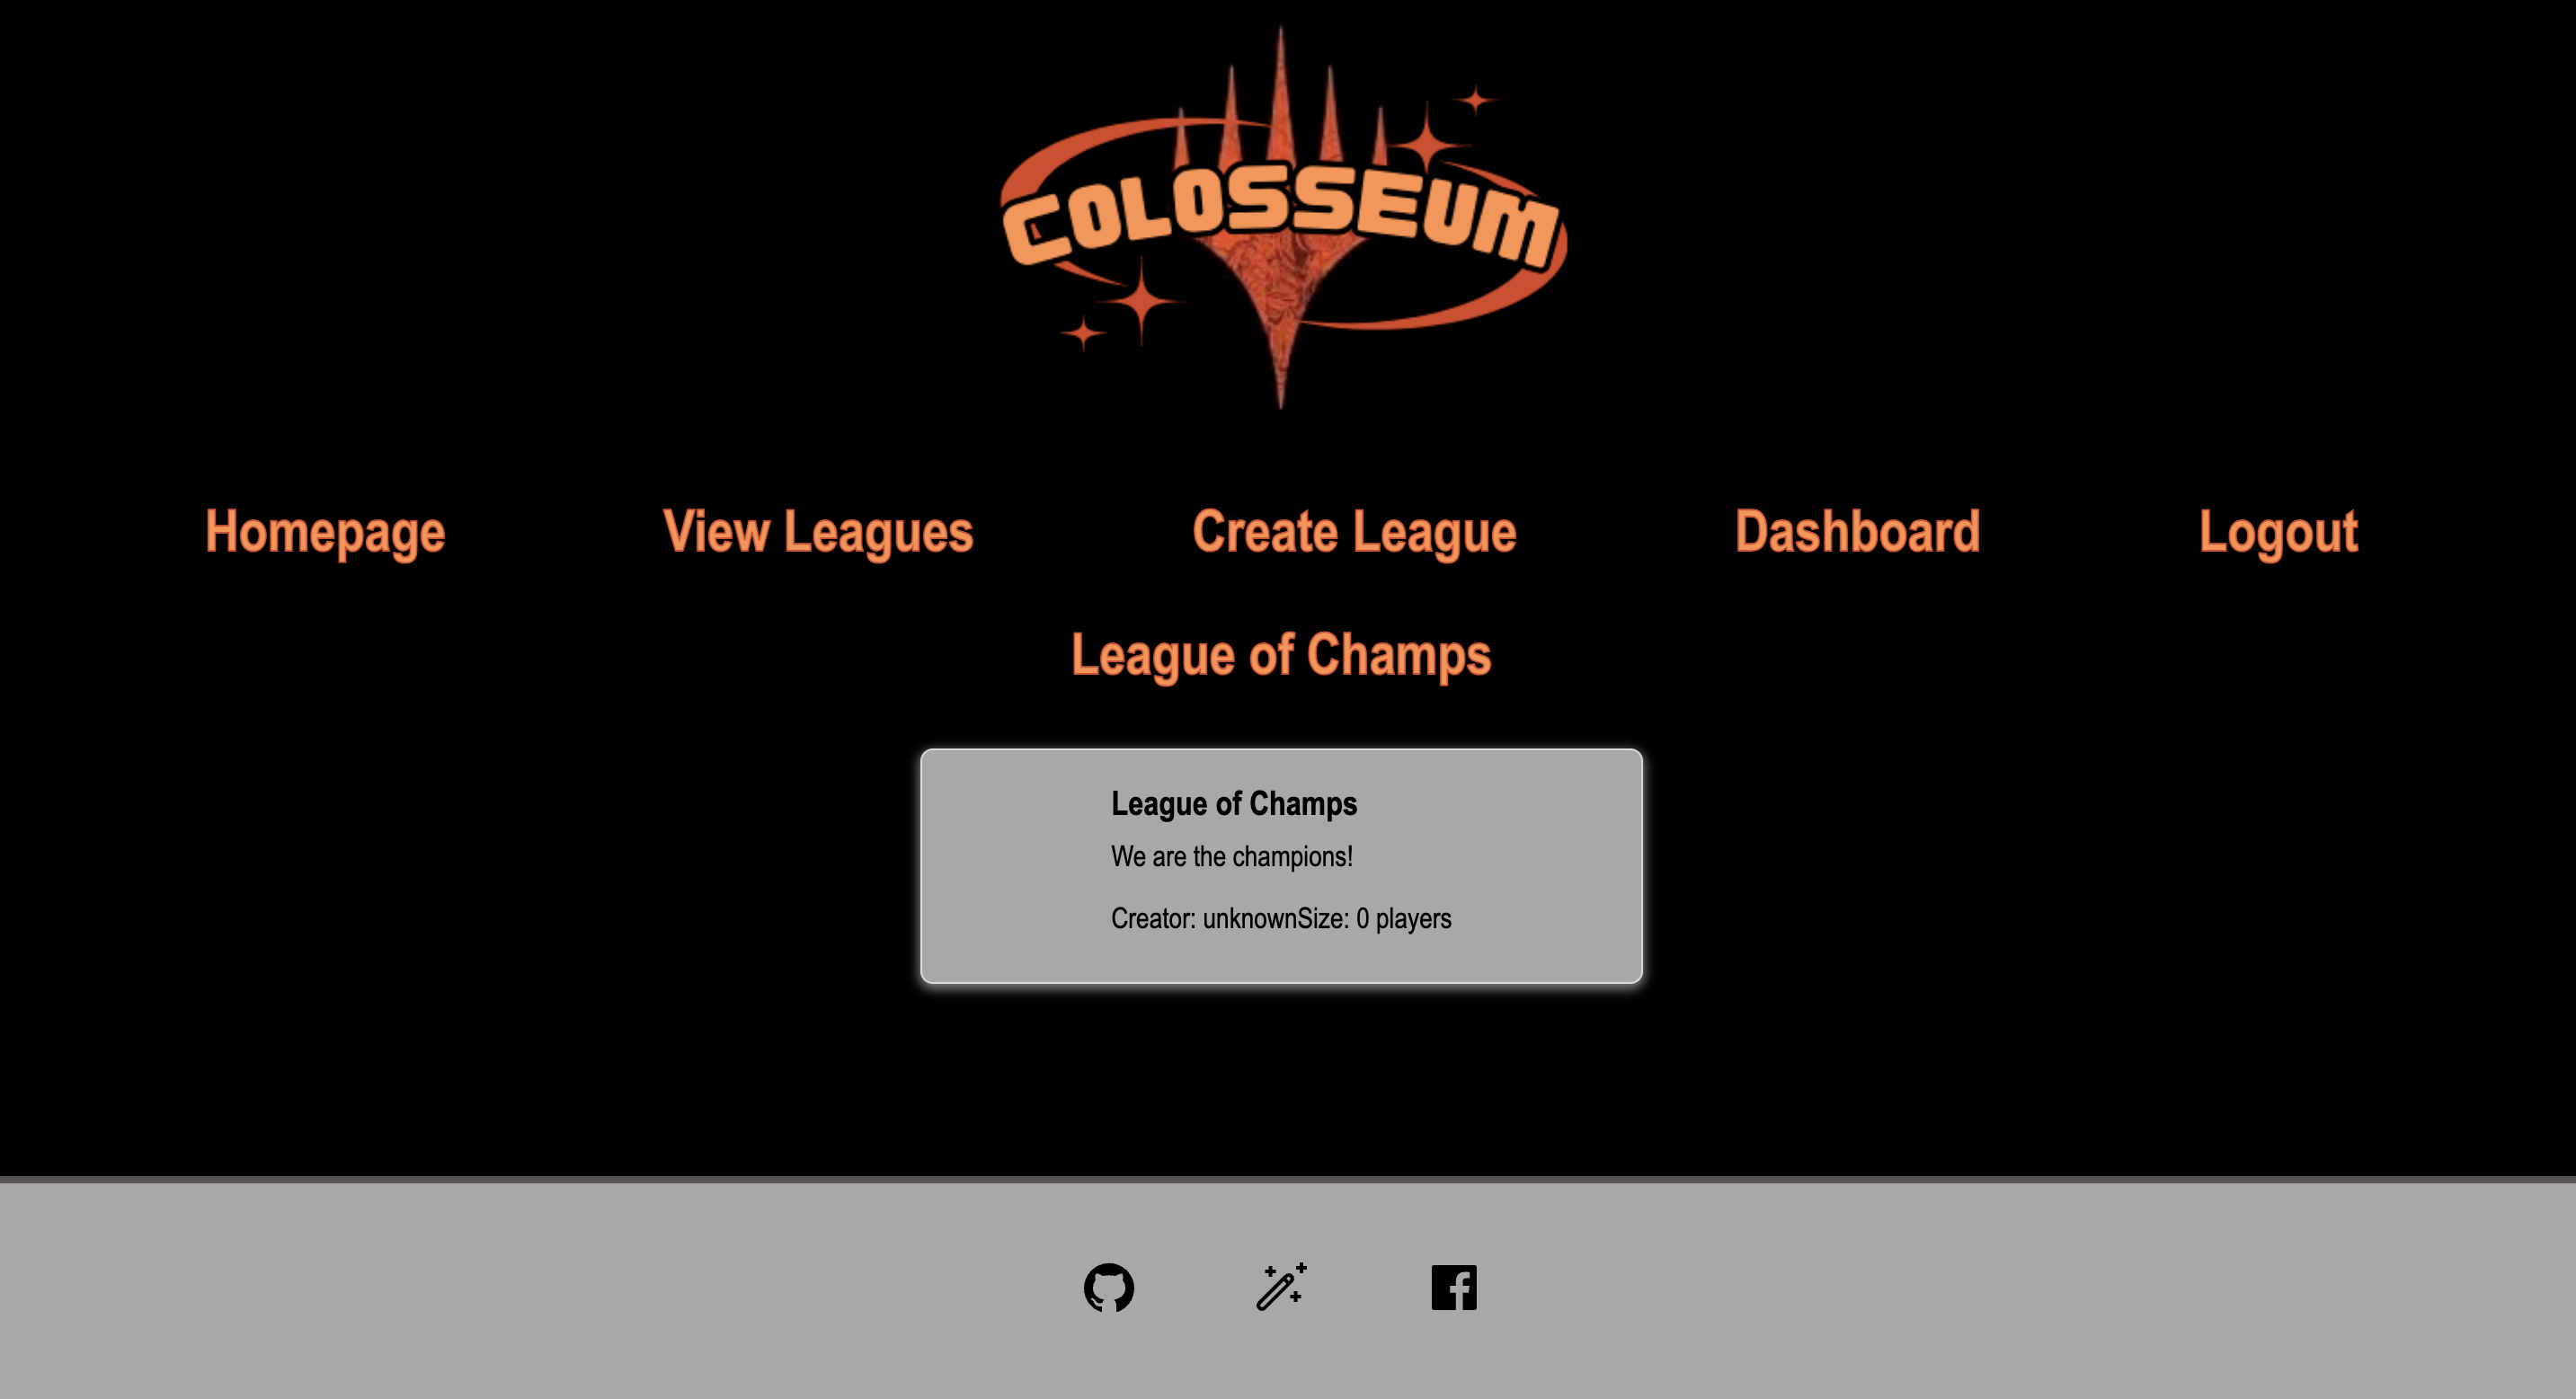 COLOSSEUM
Homepage View Leagues Create League Dashboard Logout
League of Champs
League of Champs
We are the champions!
Creator: unknownSize: 0 players